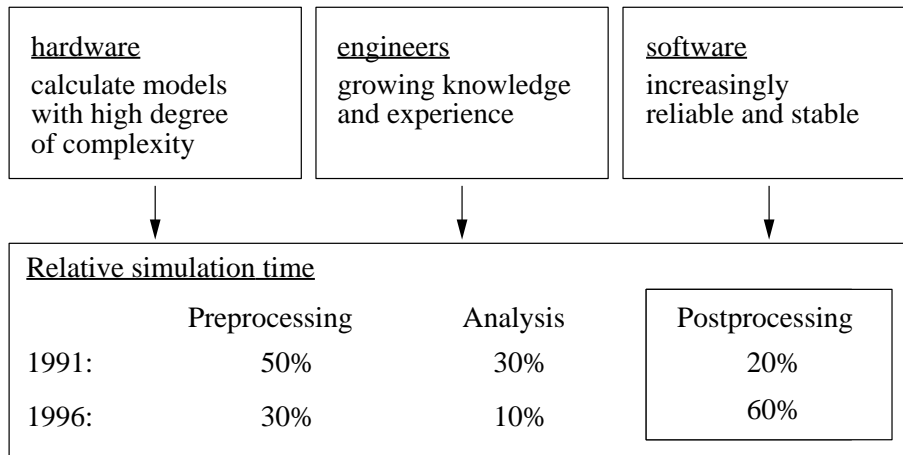 hardware
calculate models
with high degree
of complexity
engineers
growing knowledge
and experience
software
increasingly
reliable and stable
Relative simulation time
Preprocessing Analysis Postprocessing
1991: 50% 30% 20%
1996: 30% 10% 60%